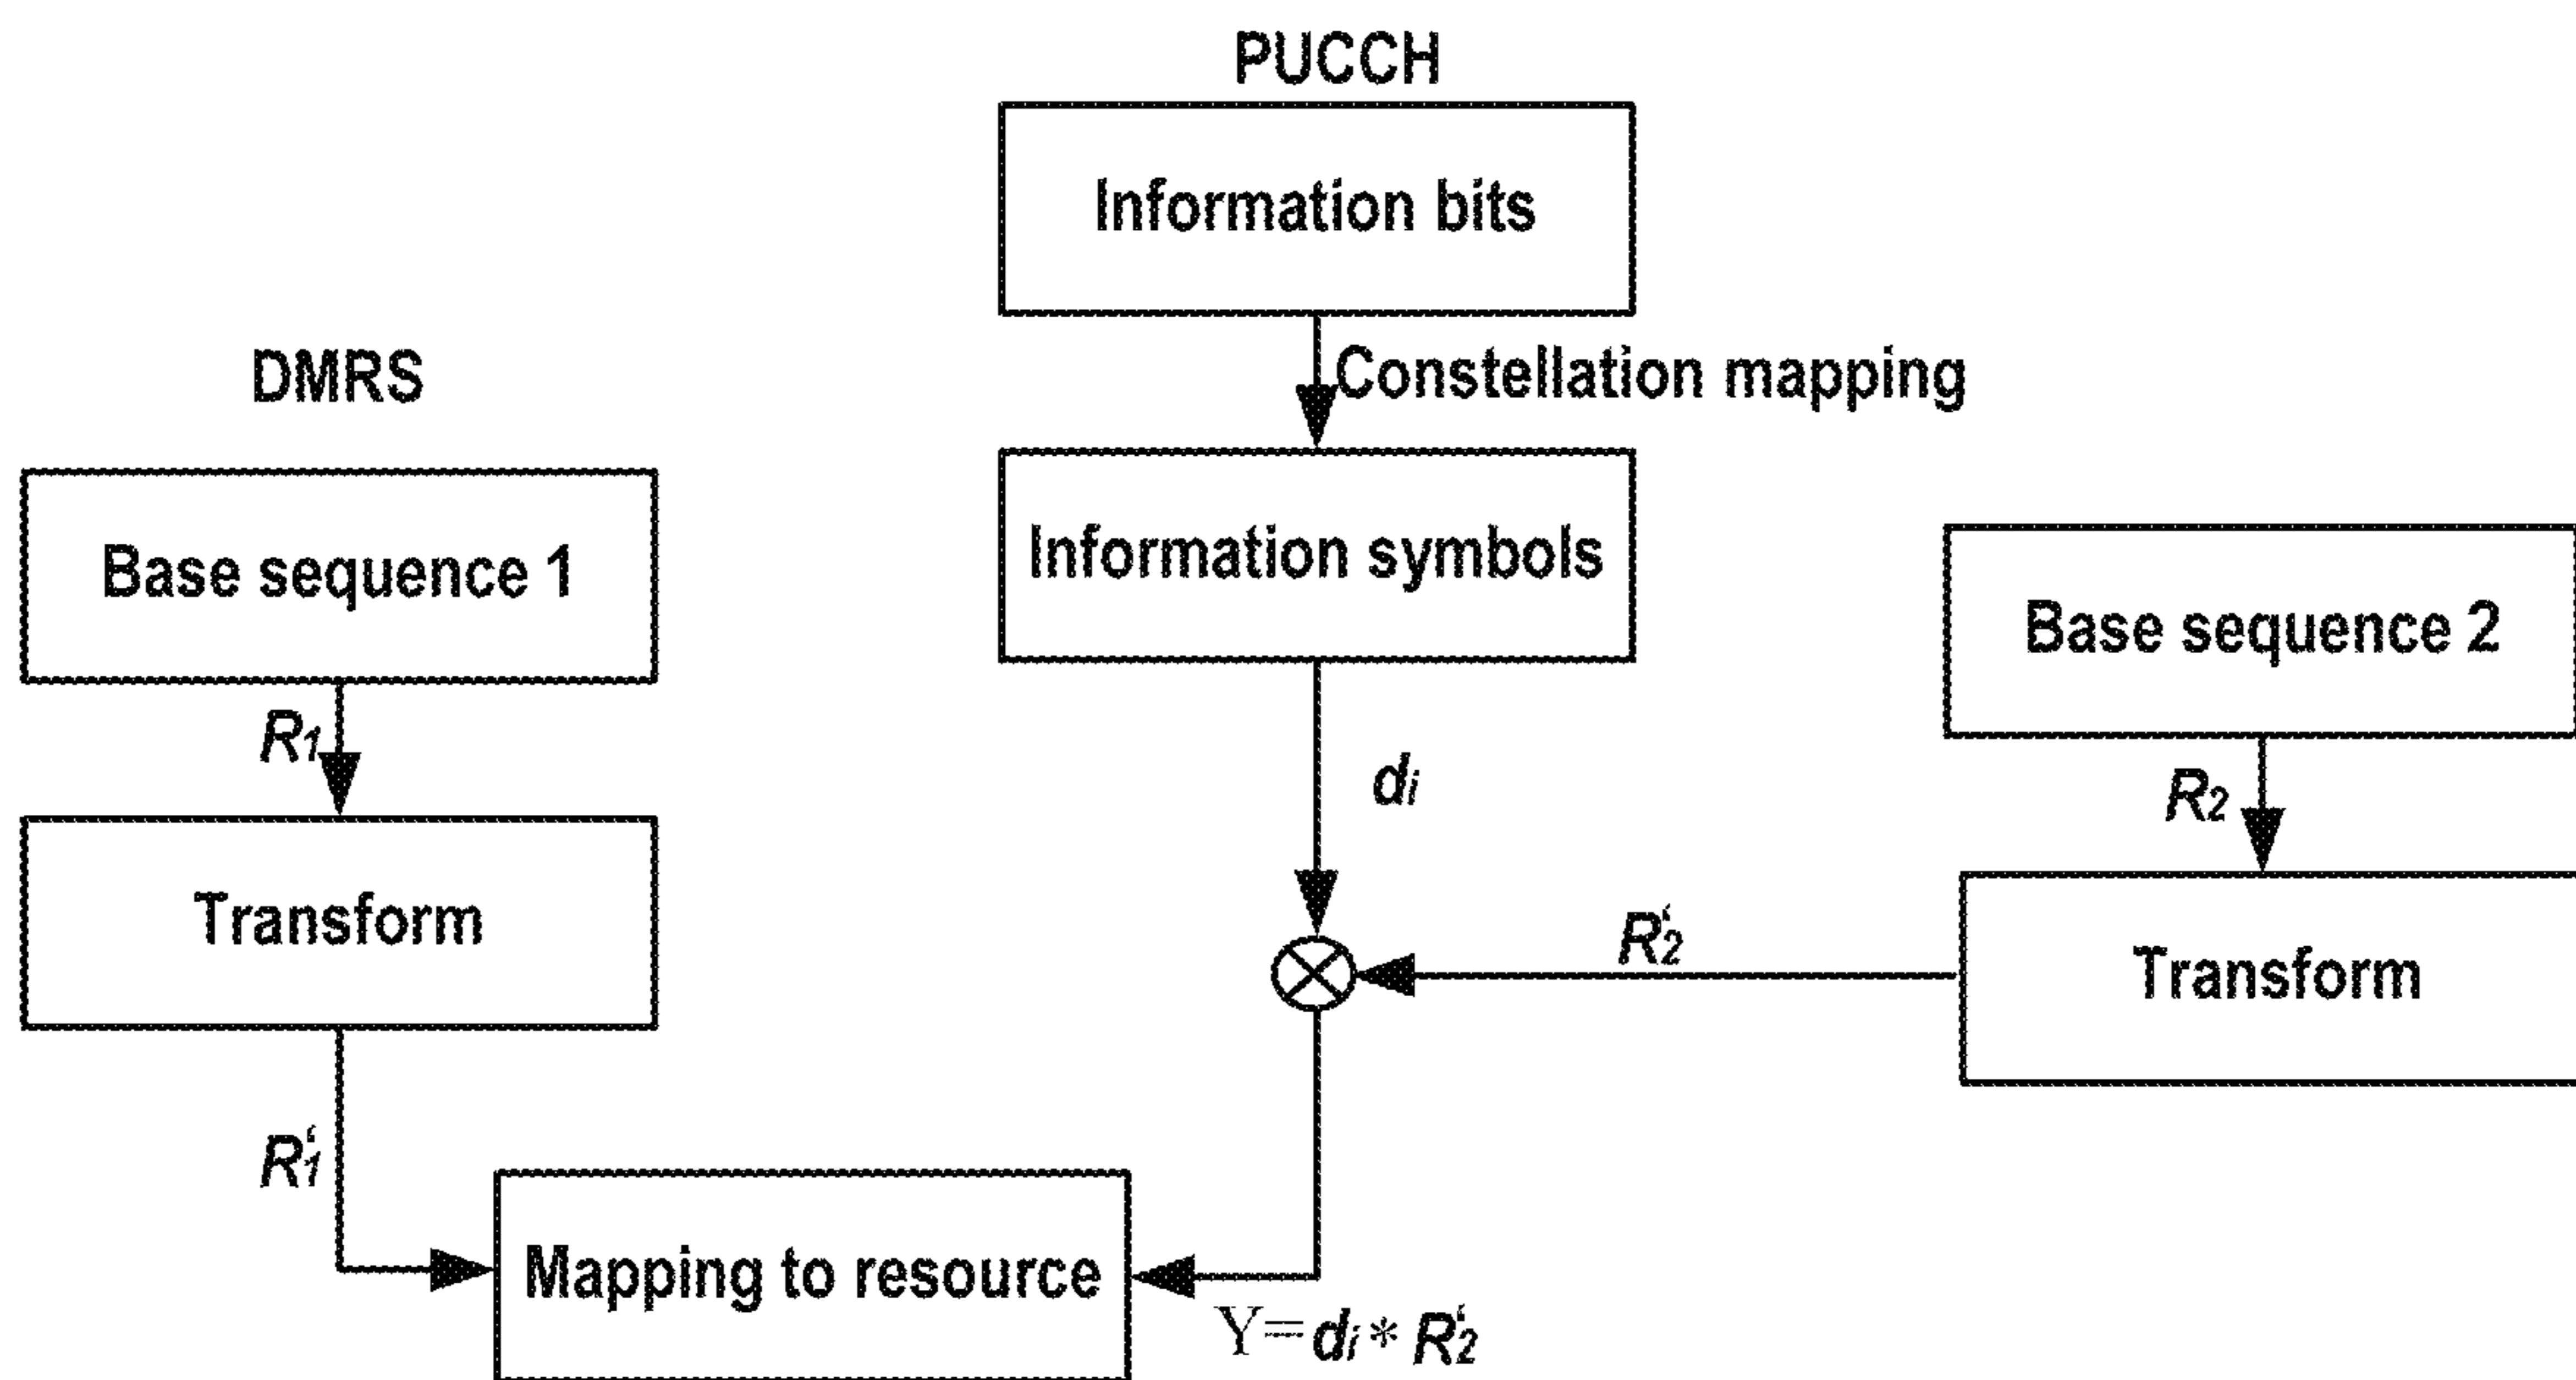 PUCCH
Information bits
DMRS
Constellation mapping
Base sequence 1
Information symbols
Base sequence 2
R1
di
R2
Transform
R'2
Transform
R'1
Mapping to resource
Y=di*R'2